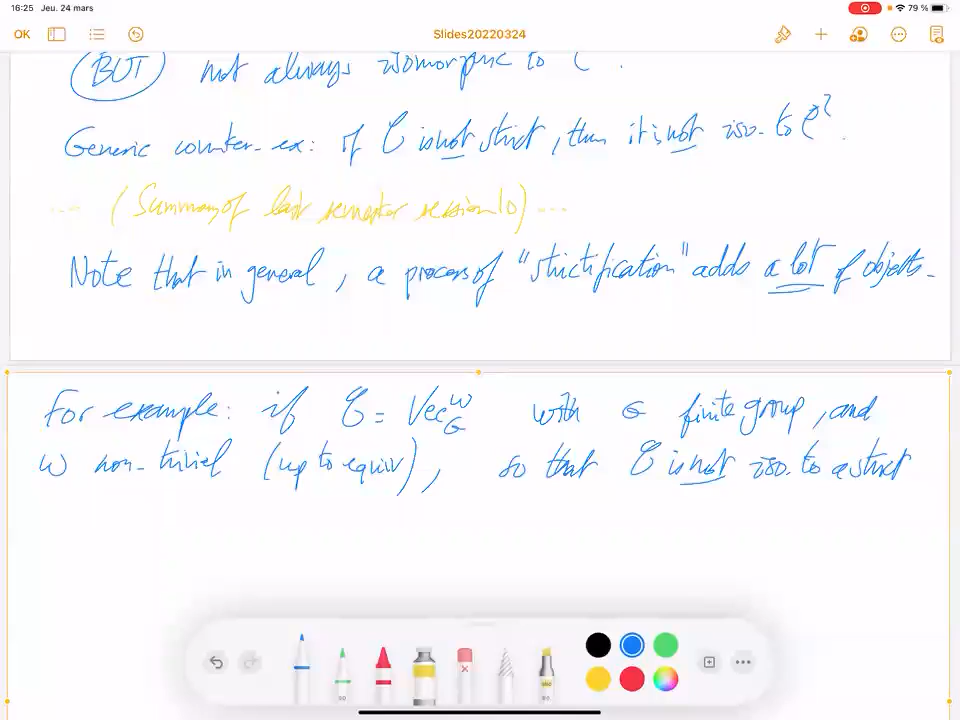 16:25 Jeu. 24 mars
79 %
OK
Slides20220324
BUT not always isomorphic to C .
Generic counter-ex: if C is not strict, then it is not iso. to C².
... (Summary of last semester session 10) ...
Note that in general, a process of "strictification" adds a lot of objects.
For example: if C = Vec_G^ω with G finite group, and
ω non-trivial (up to equiv), so that C is not iso. to a strict